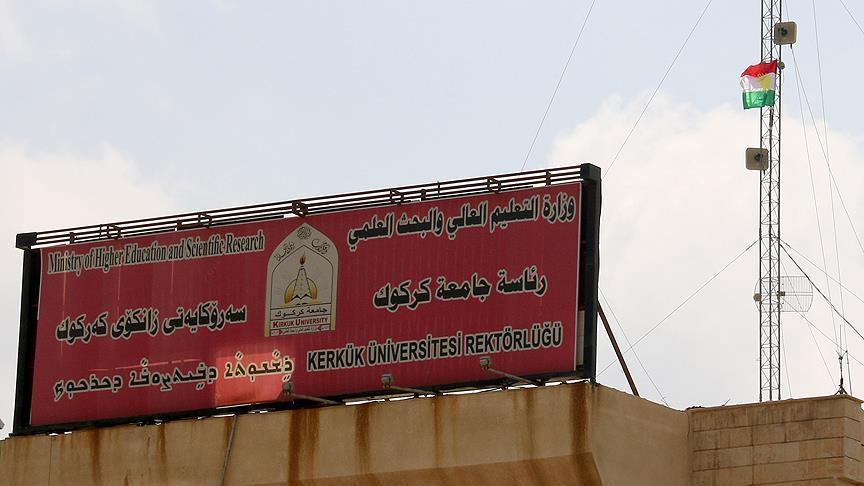 وزارة التعليم العالي والبحث العلمي
Ministry of Higher Education and Scientific Research
رئاسة جامعة كركوك
سەرۆکایەتی زانکۆی کەرکوک
جامعة كركوك
KIRKUK UNIVERSITY
KERKÜK ÜNİVERSİTESİ REKTÖRLÜĞÜ